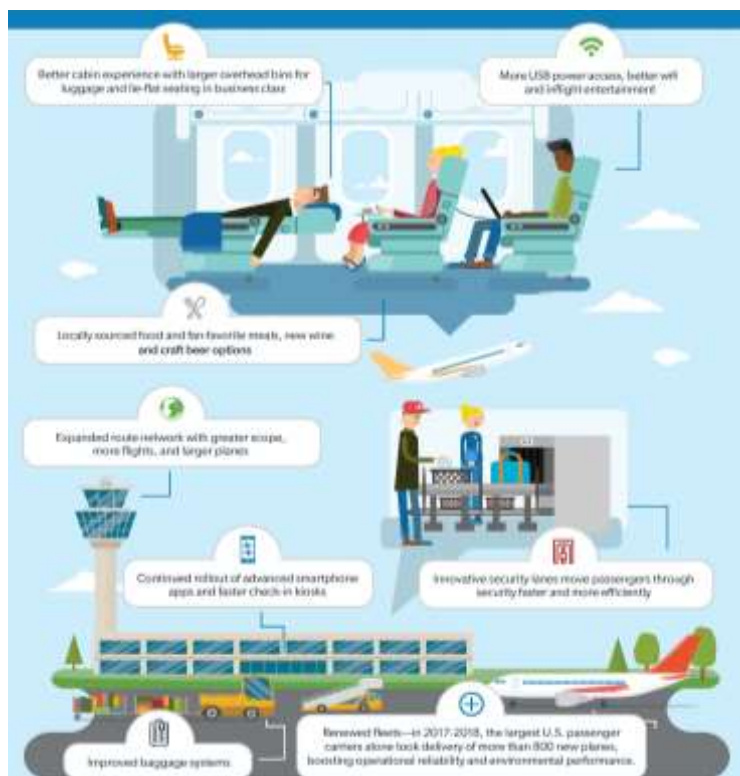 Better cabin experience with larger overhead bins for
luggage and lie-flat seating in business class
More USB power access, better wifi
and inflight entertainment
Locally sourced food and fan-favorite meals, new wine
and craft beer options
Expanded route network with greater scope,
more flights, and larger planes
Continued rollout of advanced smartphone
apps and faster check-in kiosks
Innovative security lanes move passengers through
security faster and more efficiently
Improved baggage systems
Renewed fleets—in 2017-2018, the largest U.S. passenger
carriers alone took delivery of more than 800 new planes,
boosting operational reliability and environmental performance.